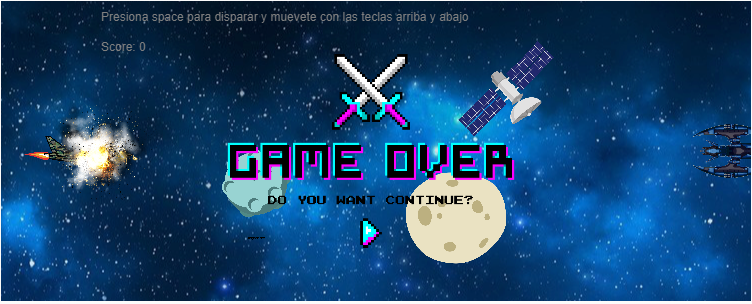 Presiona space para disparar y muevete con las teclas arriba y abajo
Score: 0
GAME OVER
DO YOU WANT CONTINUE?